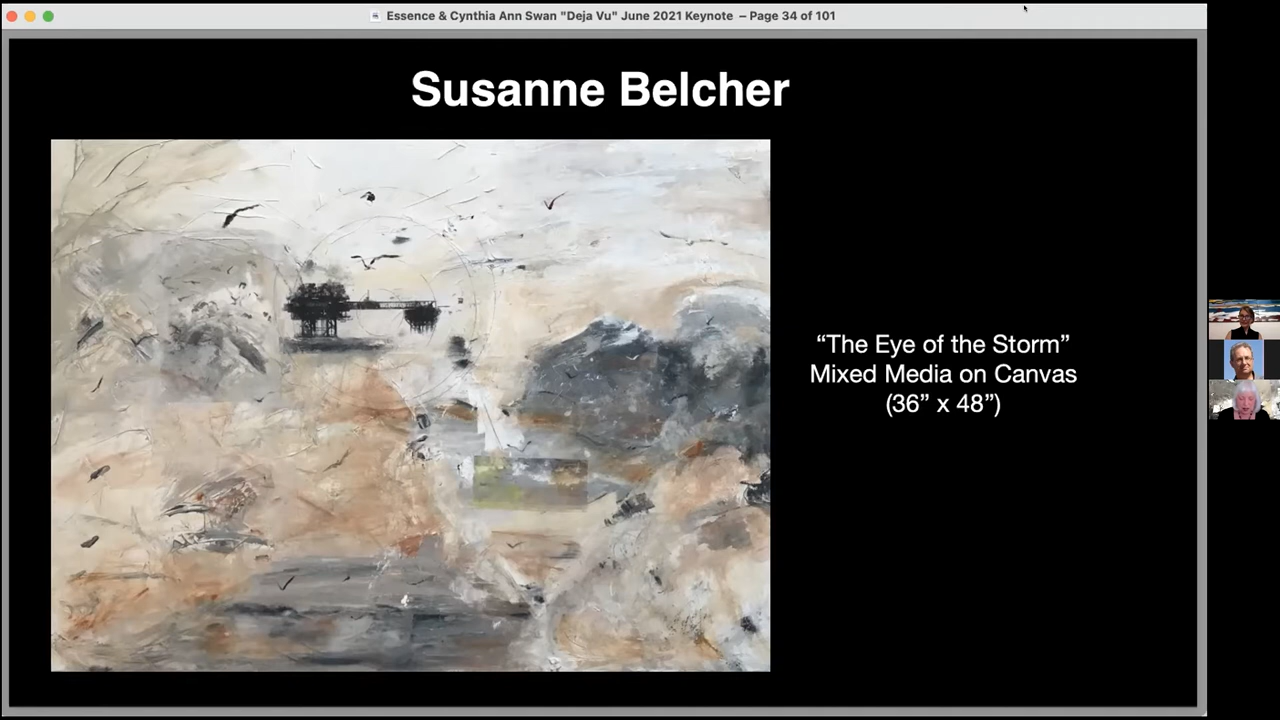 Essence & Cynthia Ann Swan "Deja Vu" June 2021 Keynote – Page 34 of 101
Susanne Belcher
“The Eye of the Storm”
Mixed Media on Canvas
(36” x 48”)